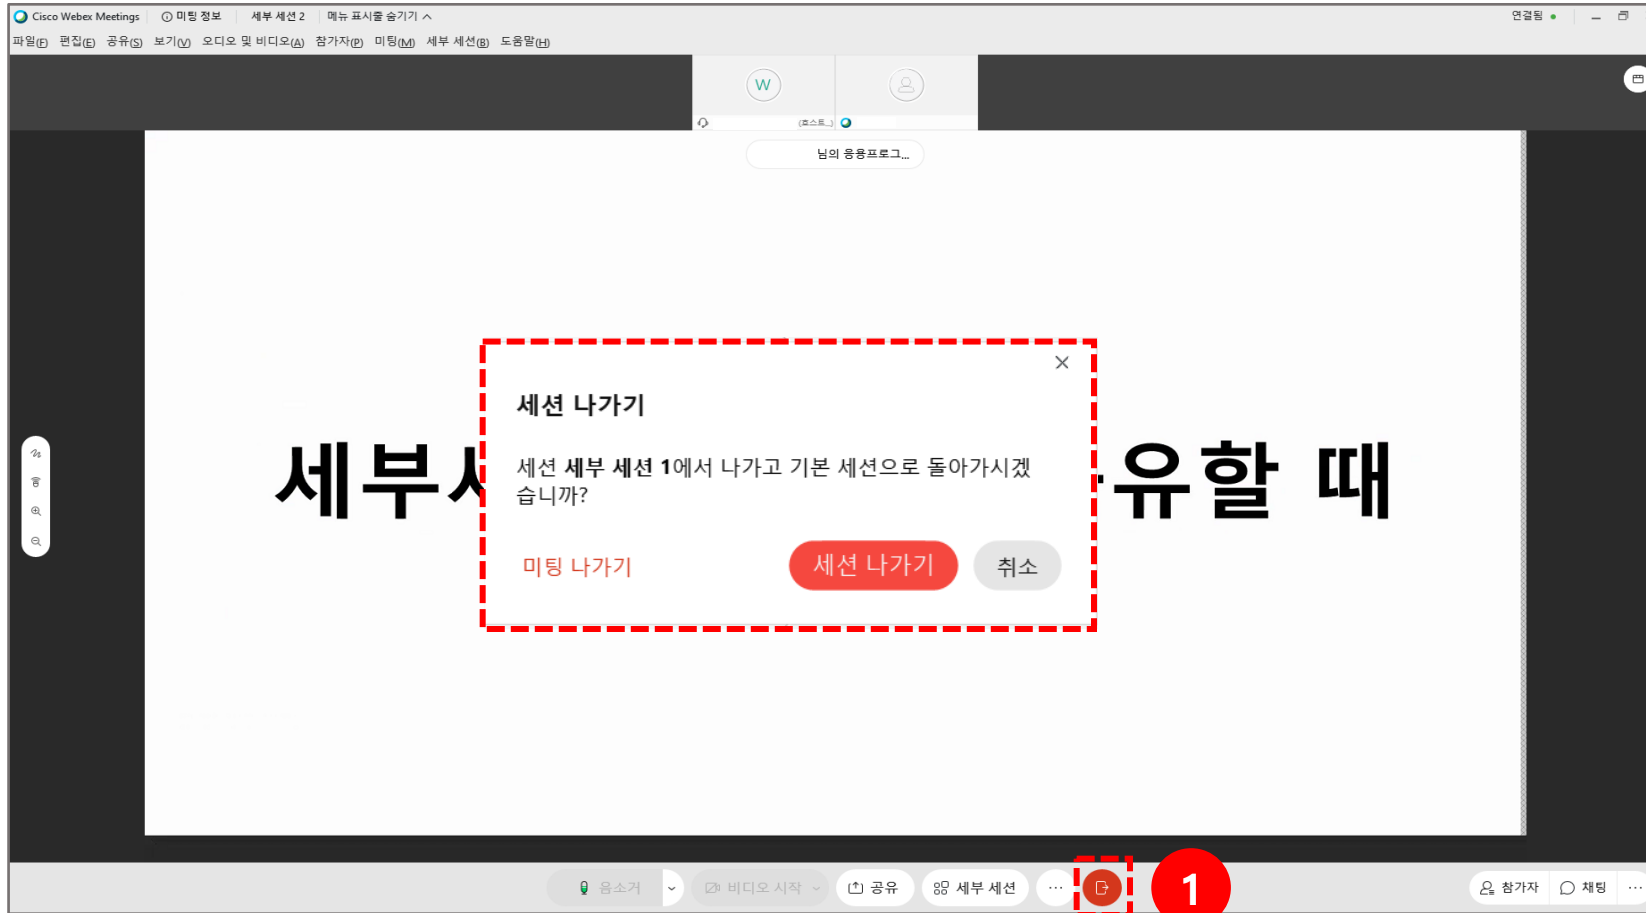 Cisco Webex Meetings 미팅 정보 세부 세션 2 메뉴 표시줄 숨기기 연결됨
파일(F) 편집(E) 공유(S) 보기(V) 오디오 및 비디오(A) 참가자(P) 미팅(M) 세부 세션(B) 도움말(H)
W
(호스트...)
님의 응용프로그...
세션 나가기
세션 세부 세션 1에서 나가고 기본 세션으로 돌아가시겠
습니까?
세부 유할 때
미팅 나가기 세션 나가기 취소
음소거 비디오 시작 공유 세부 세션 ... 1 참가자 채팅 ...